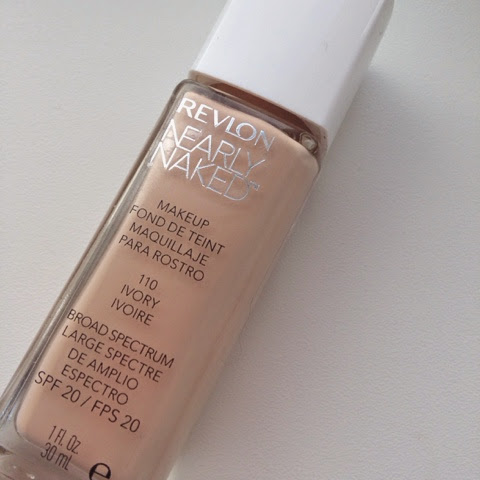 REVLON
NEARLY
NAKED™
MAKEUP
FOND DE TEINT
MAQUILLAJE
PARA ROSTRO
110
IVORY
IVOIRE
BROAD SPECTRUM
LARGE SPECTRE
DE AMPLIO
ESPECTRO
SPF 20 / FPS 20
1 Fl. Oz.
30 ml ℮